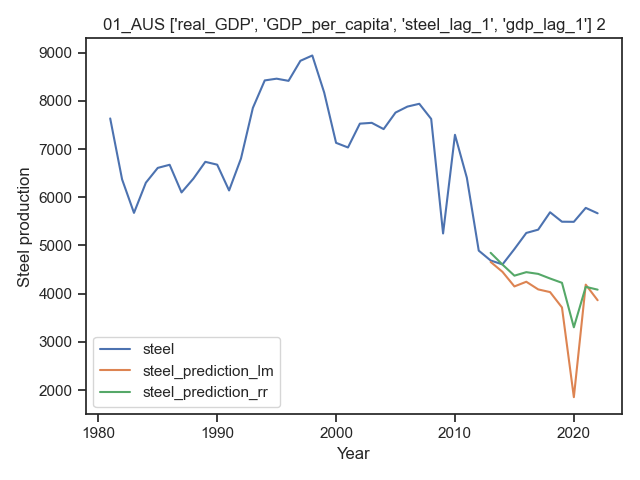 01_AUS ['real_GDP', 'GDP_per_capita', 'steel_lag_1', 'gdp_lag_1'] 2
9000
8000
7000
6000
5000
4000
3000
2000
Steel production
steel
steel_prediction_lm
steel_prediction_rr
1980 1990 2000 2010 2020
Year